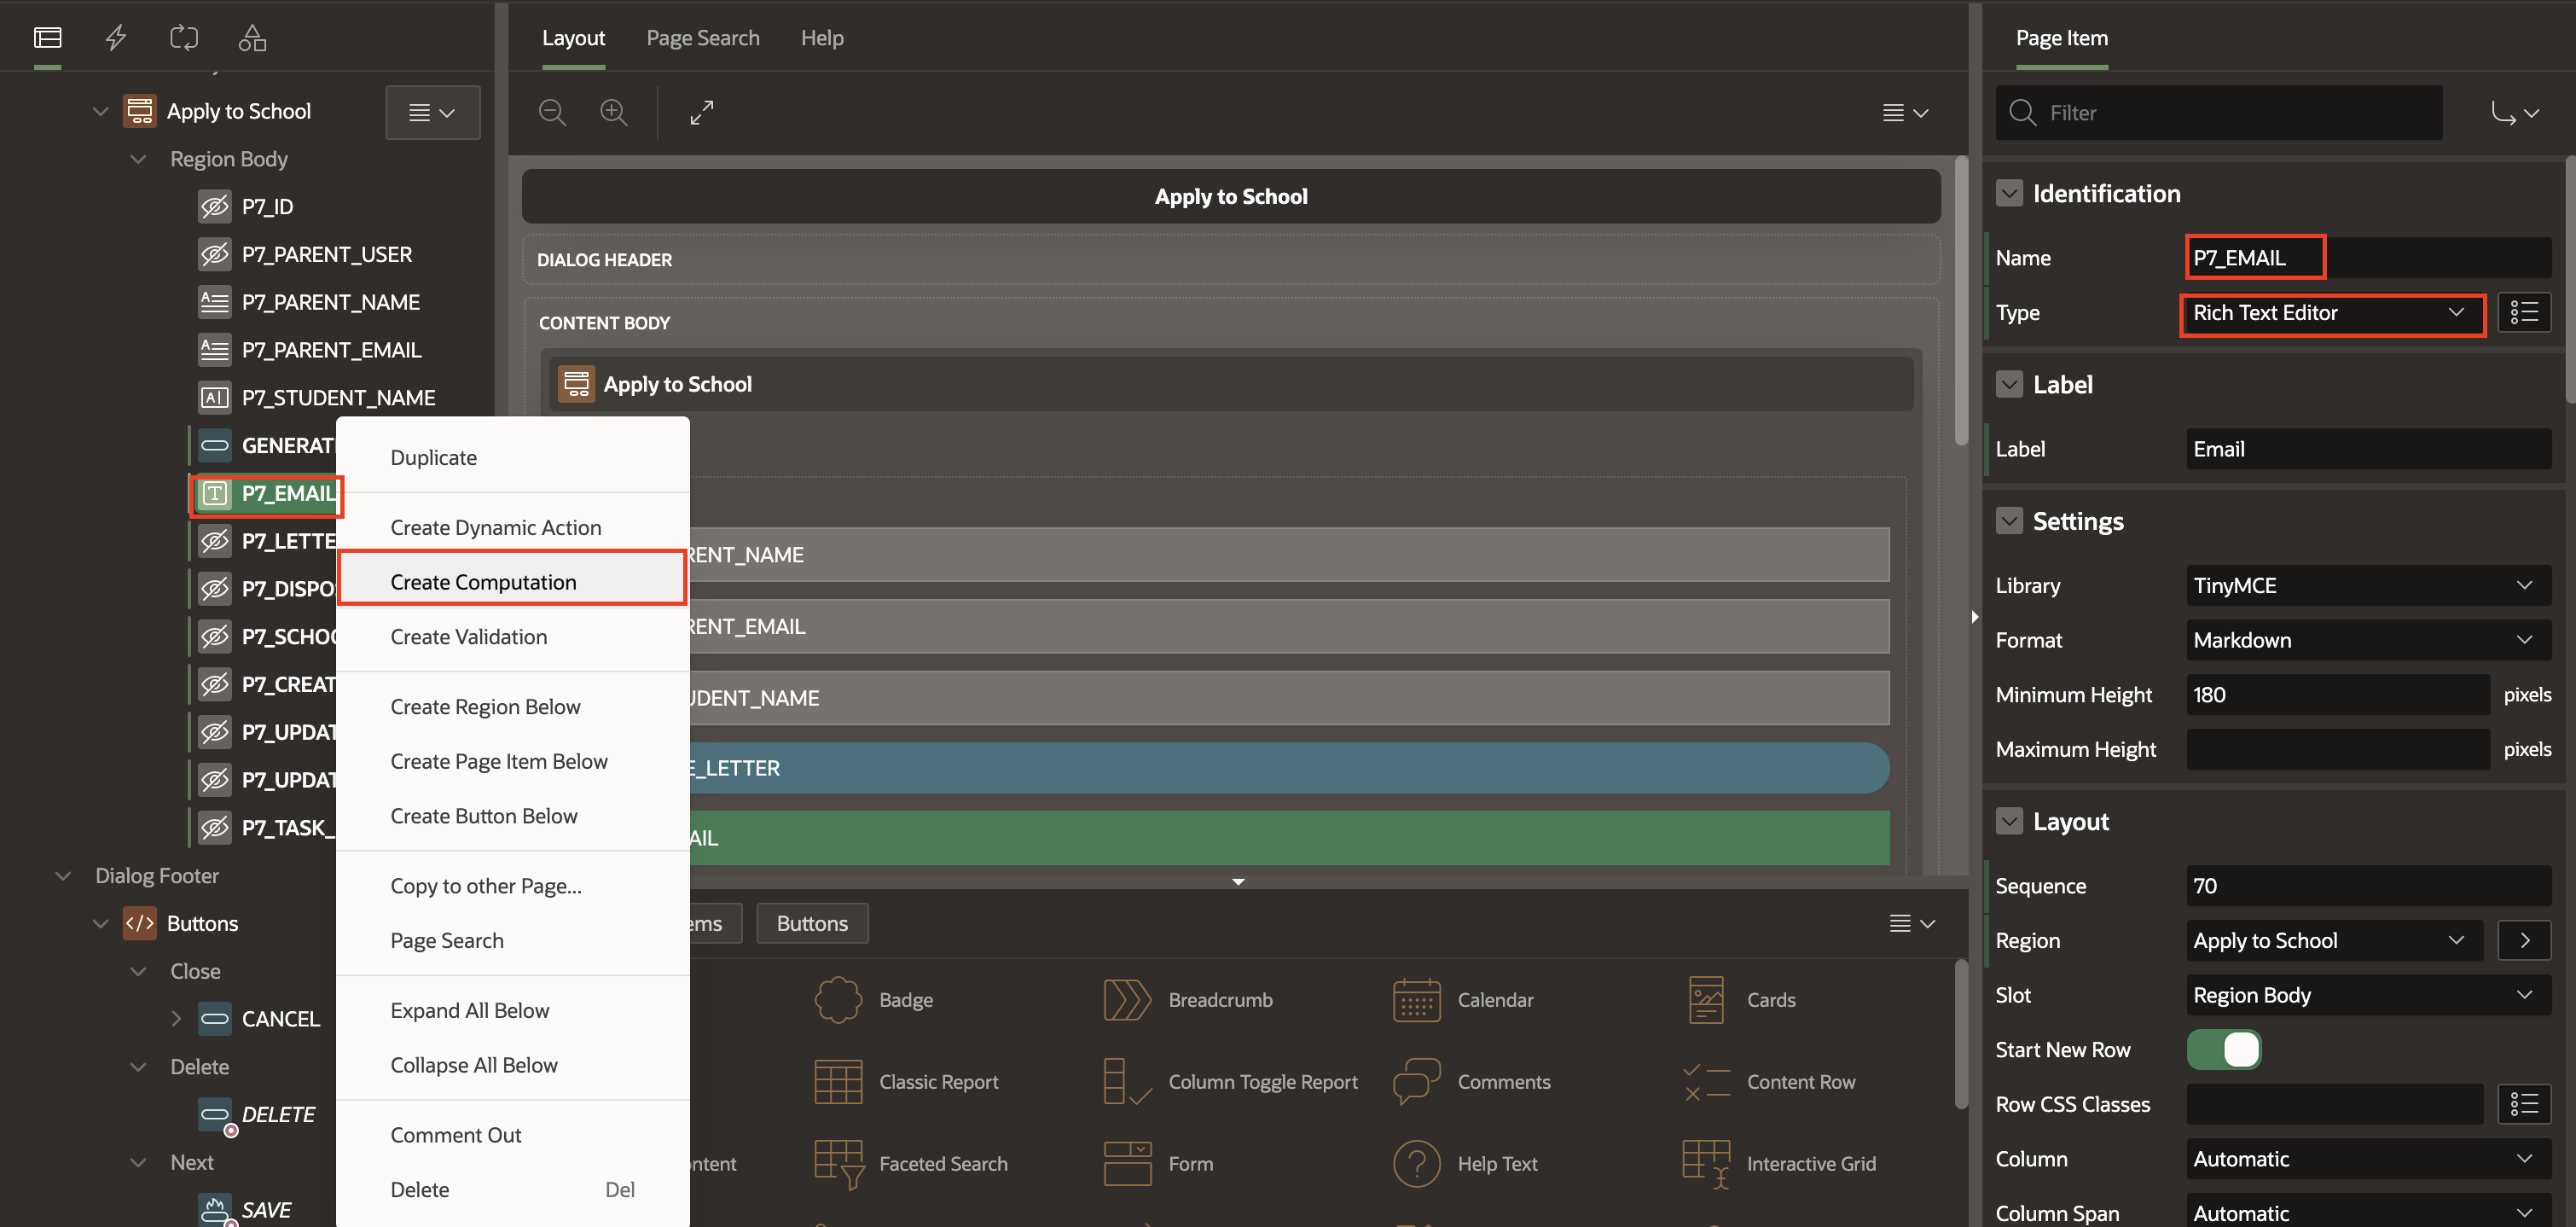 Apply to School
Region Body
P7_ID
P7_PARENT_USER
P7_PARENT_NAME
P7_PARENT_EMAIL
P7_STUDENT_NAME
GENERAT
P7_EMAIL
P7_LETTE
P7_DISPO
P7_SCHOO
P7_CREAT
P7_UPDAT
P7_UPDAT
P7_TASK_
Dialog Footer
Buttons
Close
CANCEL
Delete
DELETE
Next
SAVE
Duplicate
Create Dynamic Action
Create Computation
Create Validation
Create Region Below
Create Page Item Below
Create Button Below
Copy to other Page...
Page Search
Expand All Below
Collapse All Below
Comment Out
Delete Del
Layout Page Search Help
Apply to School
DIALOG HEADER
CONTENT BODY
Apply to School
RENT_NAME
RENT_EMAIL
UDENT_NAME
E_LETTER
AIL
ems Buttons
Badge Breadcrumb Calendar Cards
Classic Report Column Toggle Report Comments Content Row
ntent Faceted Search Form Help Text Interactive Grid
Page Item
Filter
Identification
Name P7_EMAIL
Type Rich Text Editor
Label
Label Email
Settings
Library TinyMCE
Format Markdown
Minimum Height 180 pixels
Maximum Height pixels
Layout
Sequence 70
Region Apply to School
Slot Region Body
Start New Row
Row CSS Classes
Column Automatic
Column Span Automatic